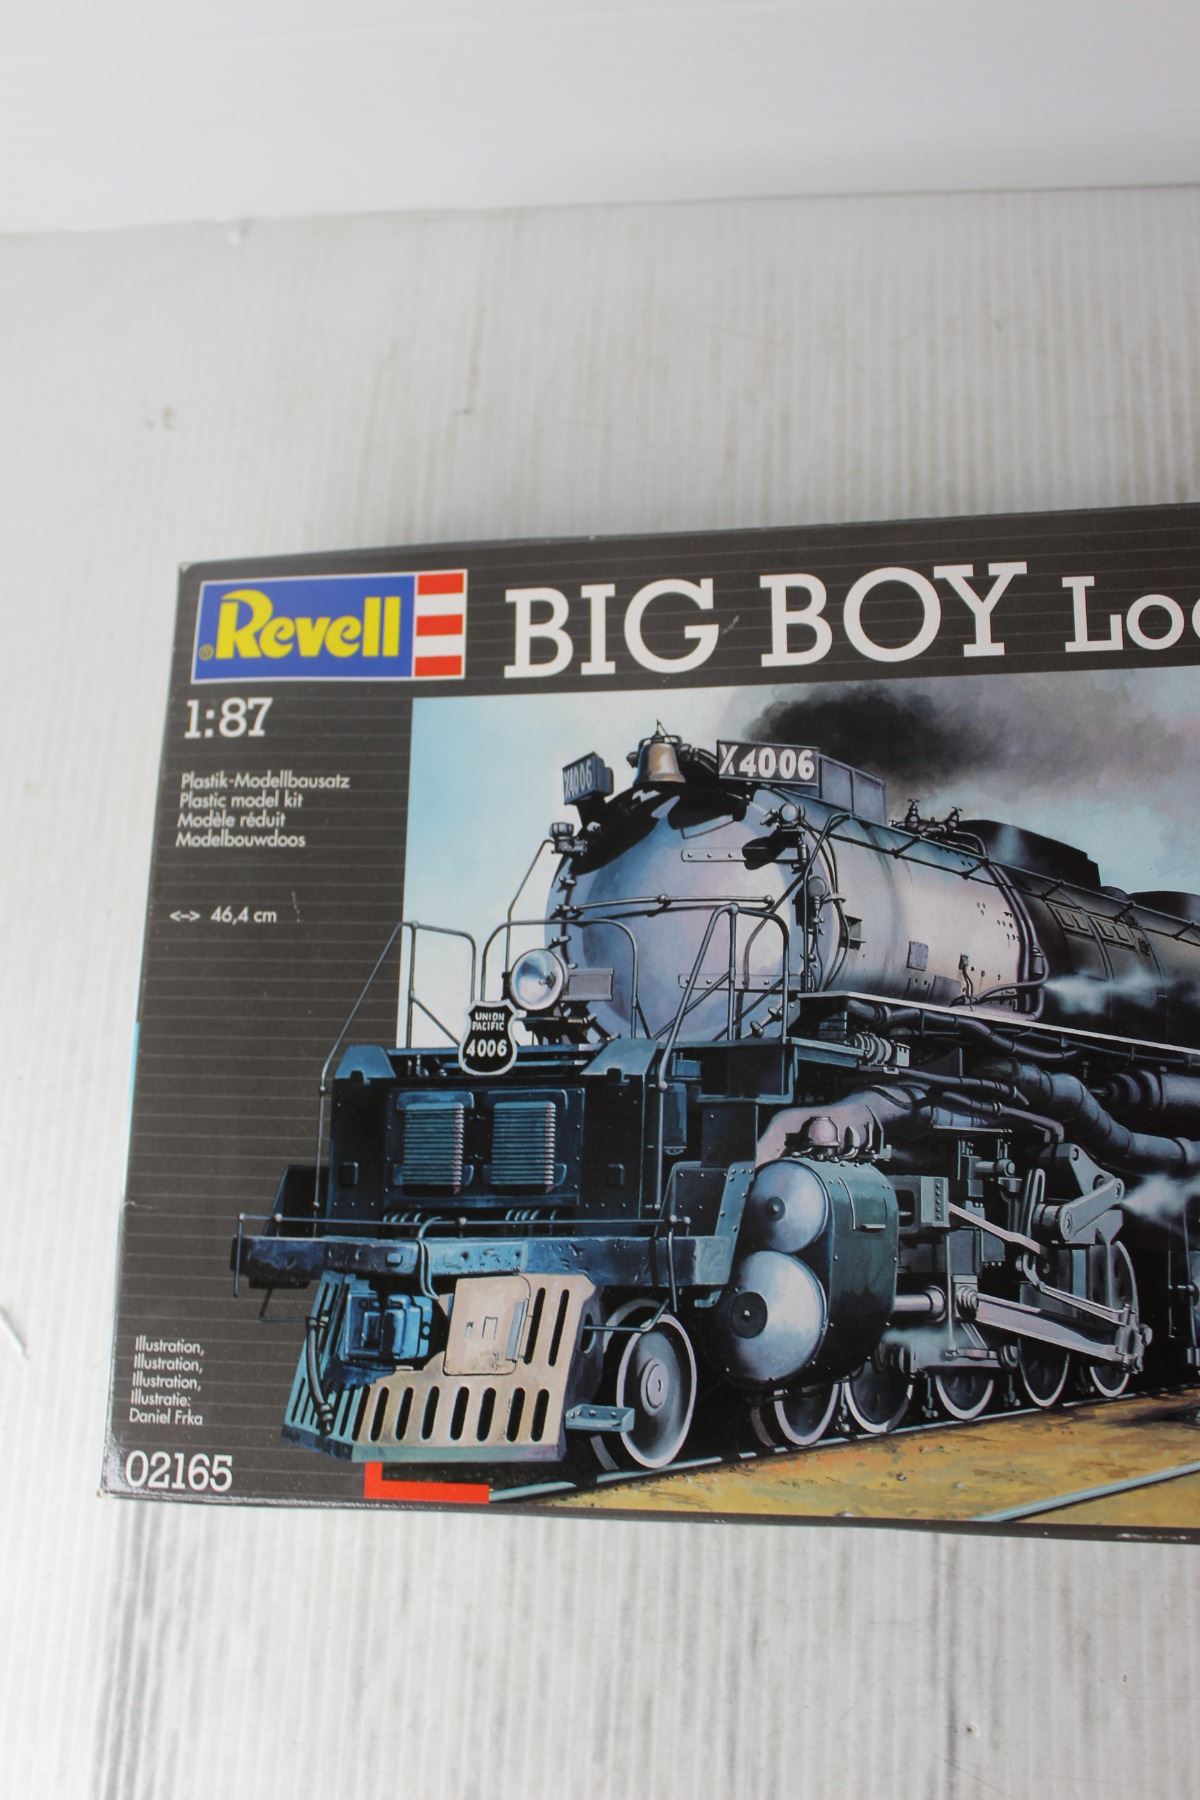 Revell
®
BIG BOY Loc
1:87
Plastik-Modellbausatz
Plastic model kit
Modèle réduit
Modelbouwdoos
<-> 46,4 cm
X4006
X4006
UNION
PACIFIC
4006
Illustration,
Illustration,
Illustration,
Illustratie:
Daniel Frka
02165